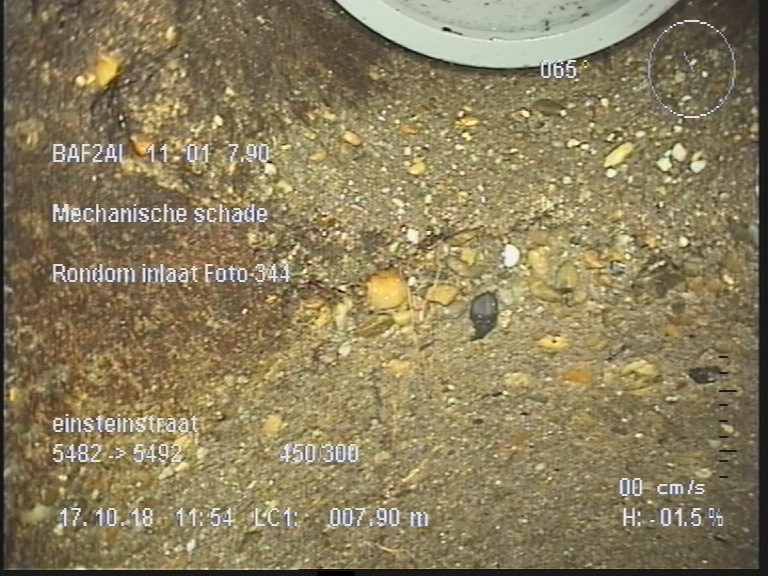 065°
BAF2AL 11 01 7.90
Mechanische schade
Rondom inlaat Foto-344
einsteinstraat
5482 -> 5492 450/300
00 cm/s
17.10.18 11:54 LC1: 007.90 m H: -01.5 %